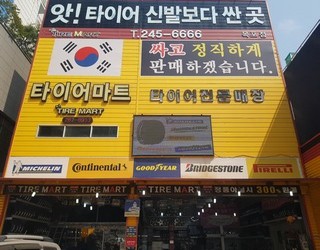 앗! 타이어 신발보다 싼 곳
TIRE MART T.245-6666
싸고 정직하게
판매하겠습니다.
타이어마트 타이어전문매장
TIRE MART
MICHELIN Continental GOODYEAR BRIDGESTONE PIRELLI
TIRE MART TIRE MART 300